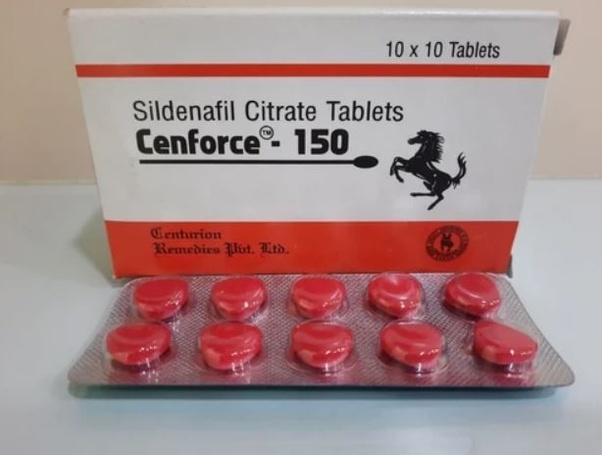 10 x 10 Tablets
Sildenafil Citrate Tablets
Cenforce™- 150
Centurion
Remedies Pvt. Ltd.